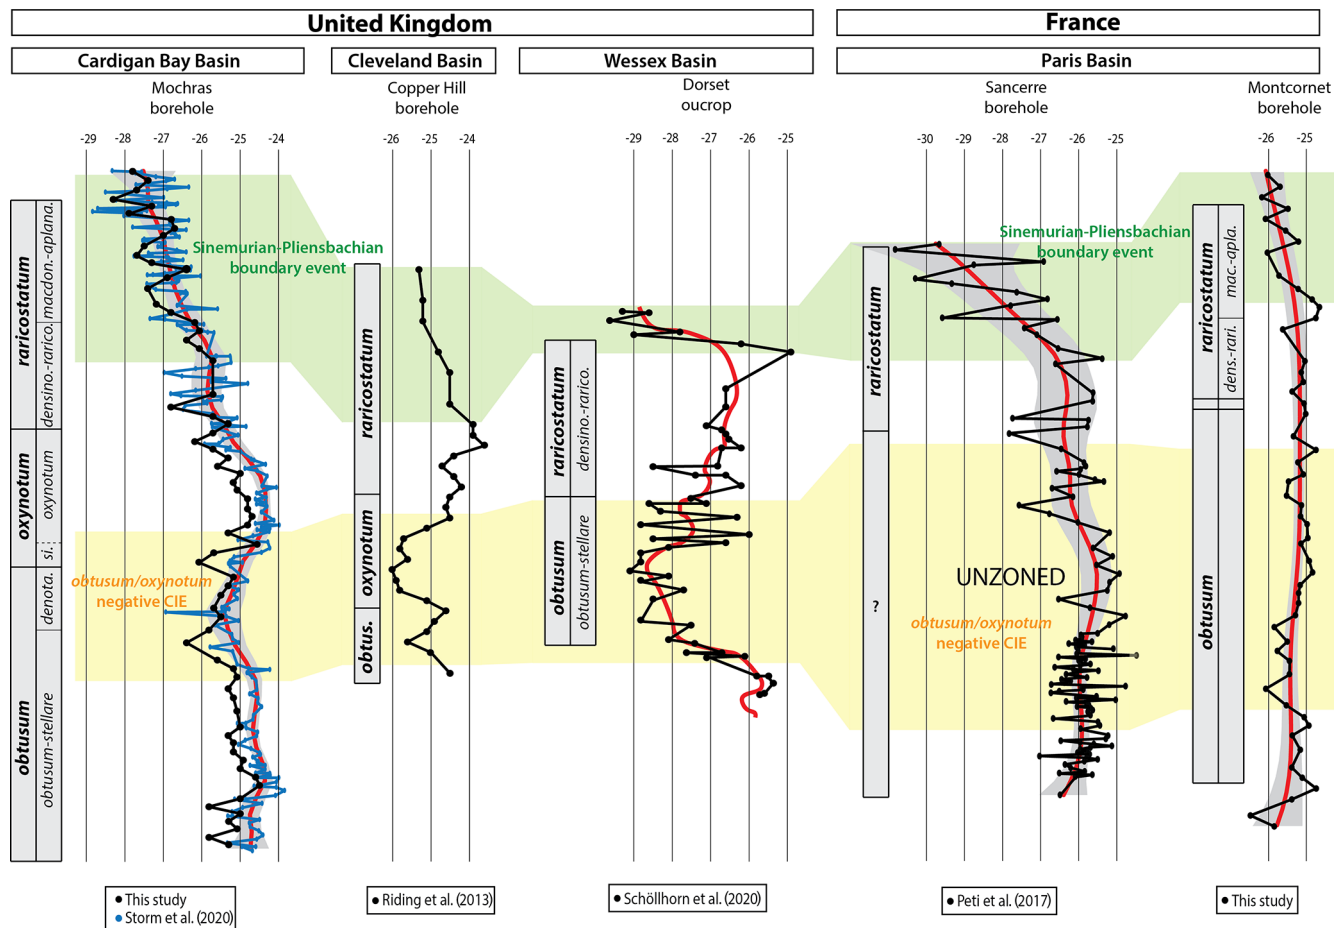 United Kingdom
France
Cardigan Bay Basin
Cleveland Basin
Wessex Basin
Paris Basin
Mochras
borehole
Copper Hill
borehole
Dorset
oucrop
Sancerre
borehole
Montcornet
borehole
-29 -28 -27 -26 -25 -24
-26 -25 -24
-29 -28 -27 -26 -25
-30 -29 -28 -27 -26 -25
-26 -25
raricostatum
macdon.-aplana.
densino.-rarico.
oxynotum
oxynotum
si.
obtusum
denota.
obtusum-stellare
Sinemurian-Pliensbachian
boundary event
obtusum/oxynotum
negative CIE
raricostatum
oxynotum
obtus.
raricostatum
densino.-rarico.
obtusum
obtusum-stellare
raricostatum
?
Sinemurian-Pliensbachian
boundary event
UNZONED
obtusum/oxynotum
negative CIE
raricostatum
mac.-apla.
dens.-rari.
obtusum
This study
Storm et al. (2020)
Riding et al. (2013)
Schöllhorn et al. (2020)
Peti et al. (2017)
This study